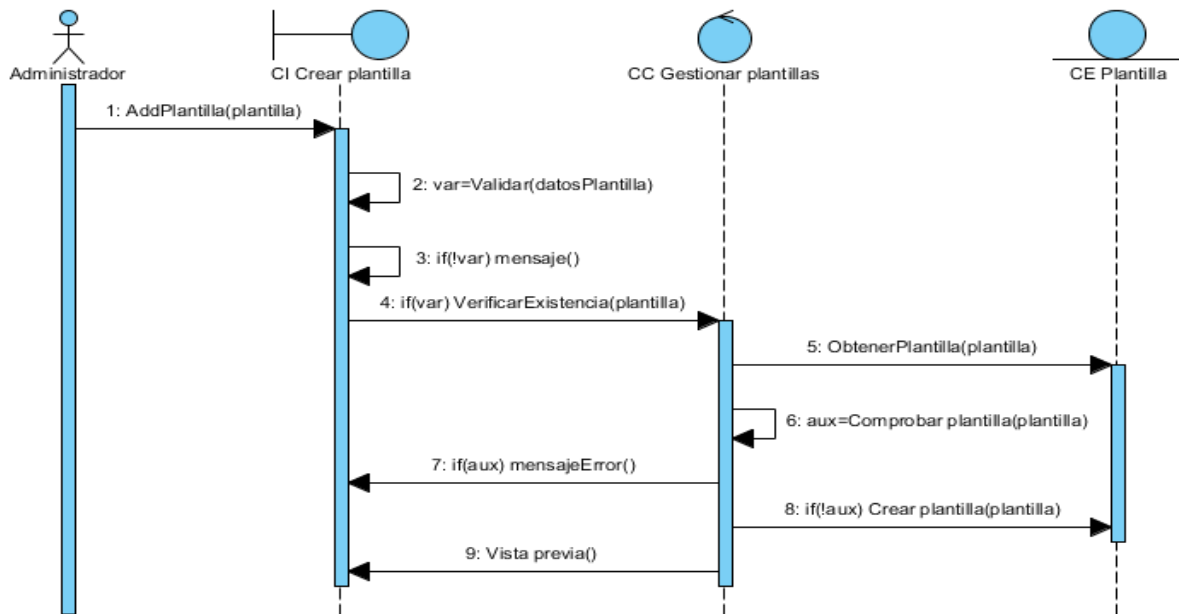 Administrador
CI Crear plantilla
CC Gestionar plantillas
CE Plantilla
1: AddPlantilla(plantilla)
2: var=Validar(datosPlantilla)
3: if(!var) mensaje()
4: if(var) VerificarExistencia(plantilla)
5: ObtenerPlantilla(plantilla)
6: aux=Comprobar plantilla(plantilla)
7: if(aux) mensajeError()
8: if(!aux) Crear plantilla(plantilla)
9: Vista previa()